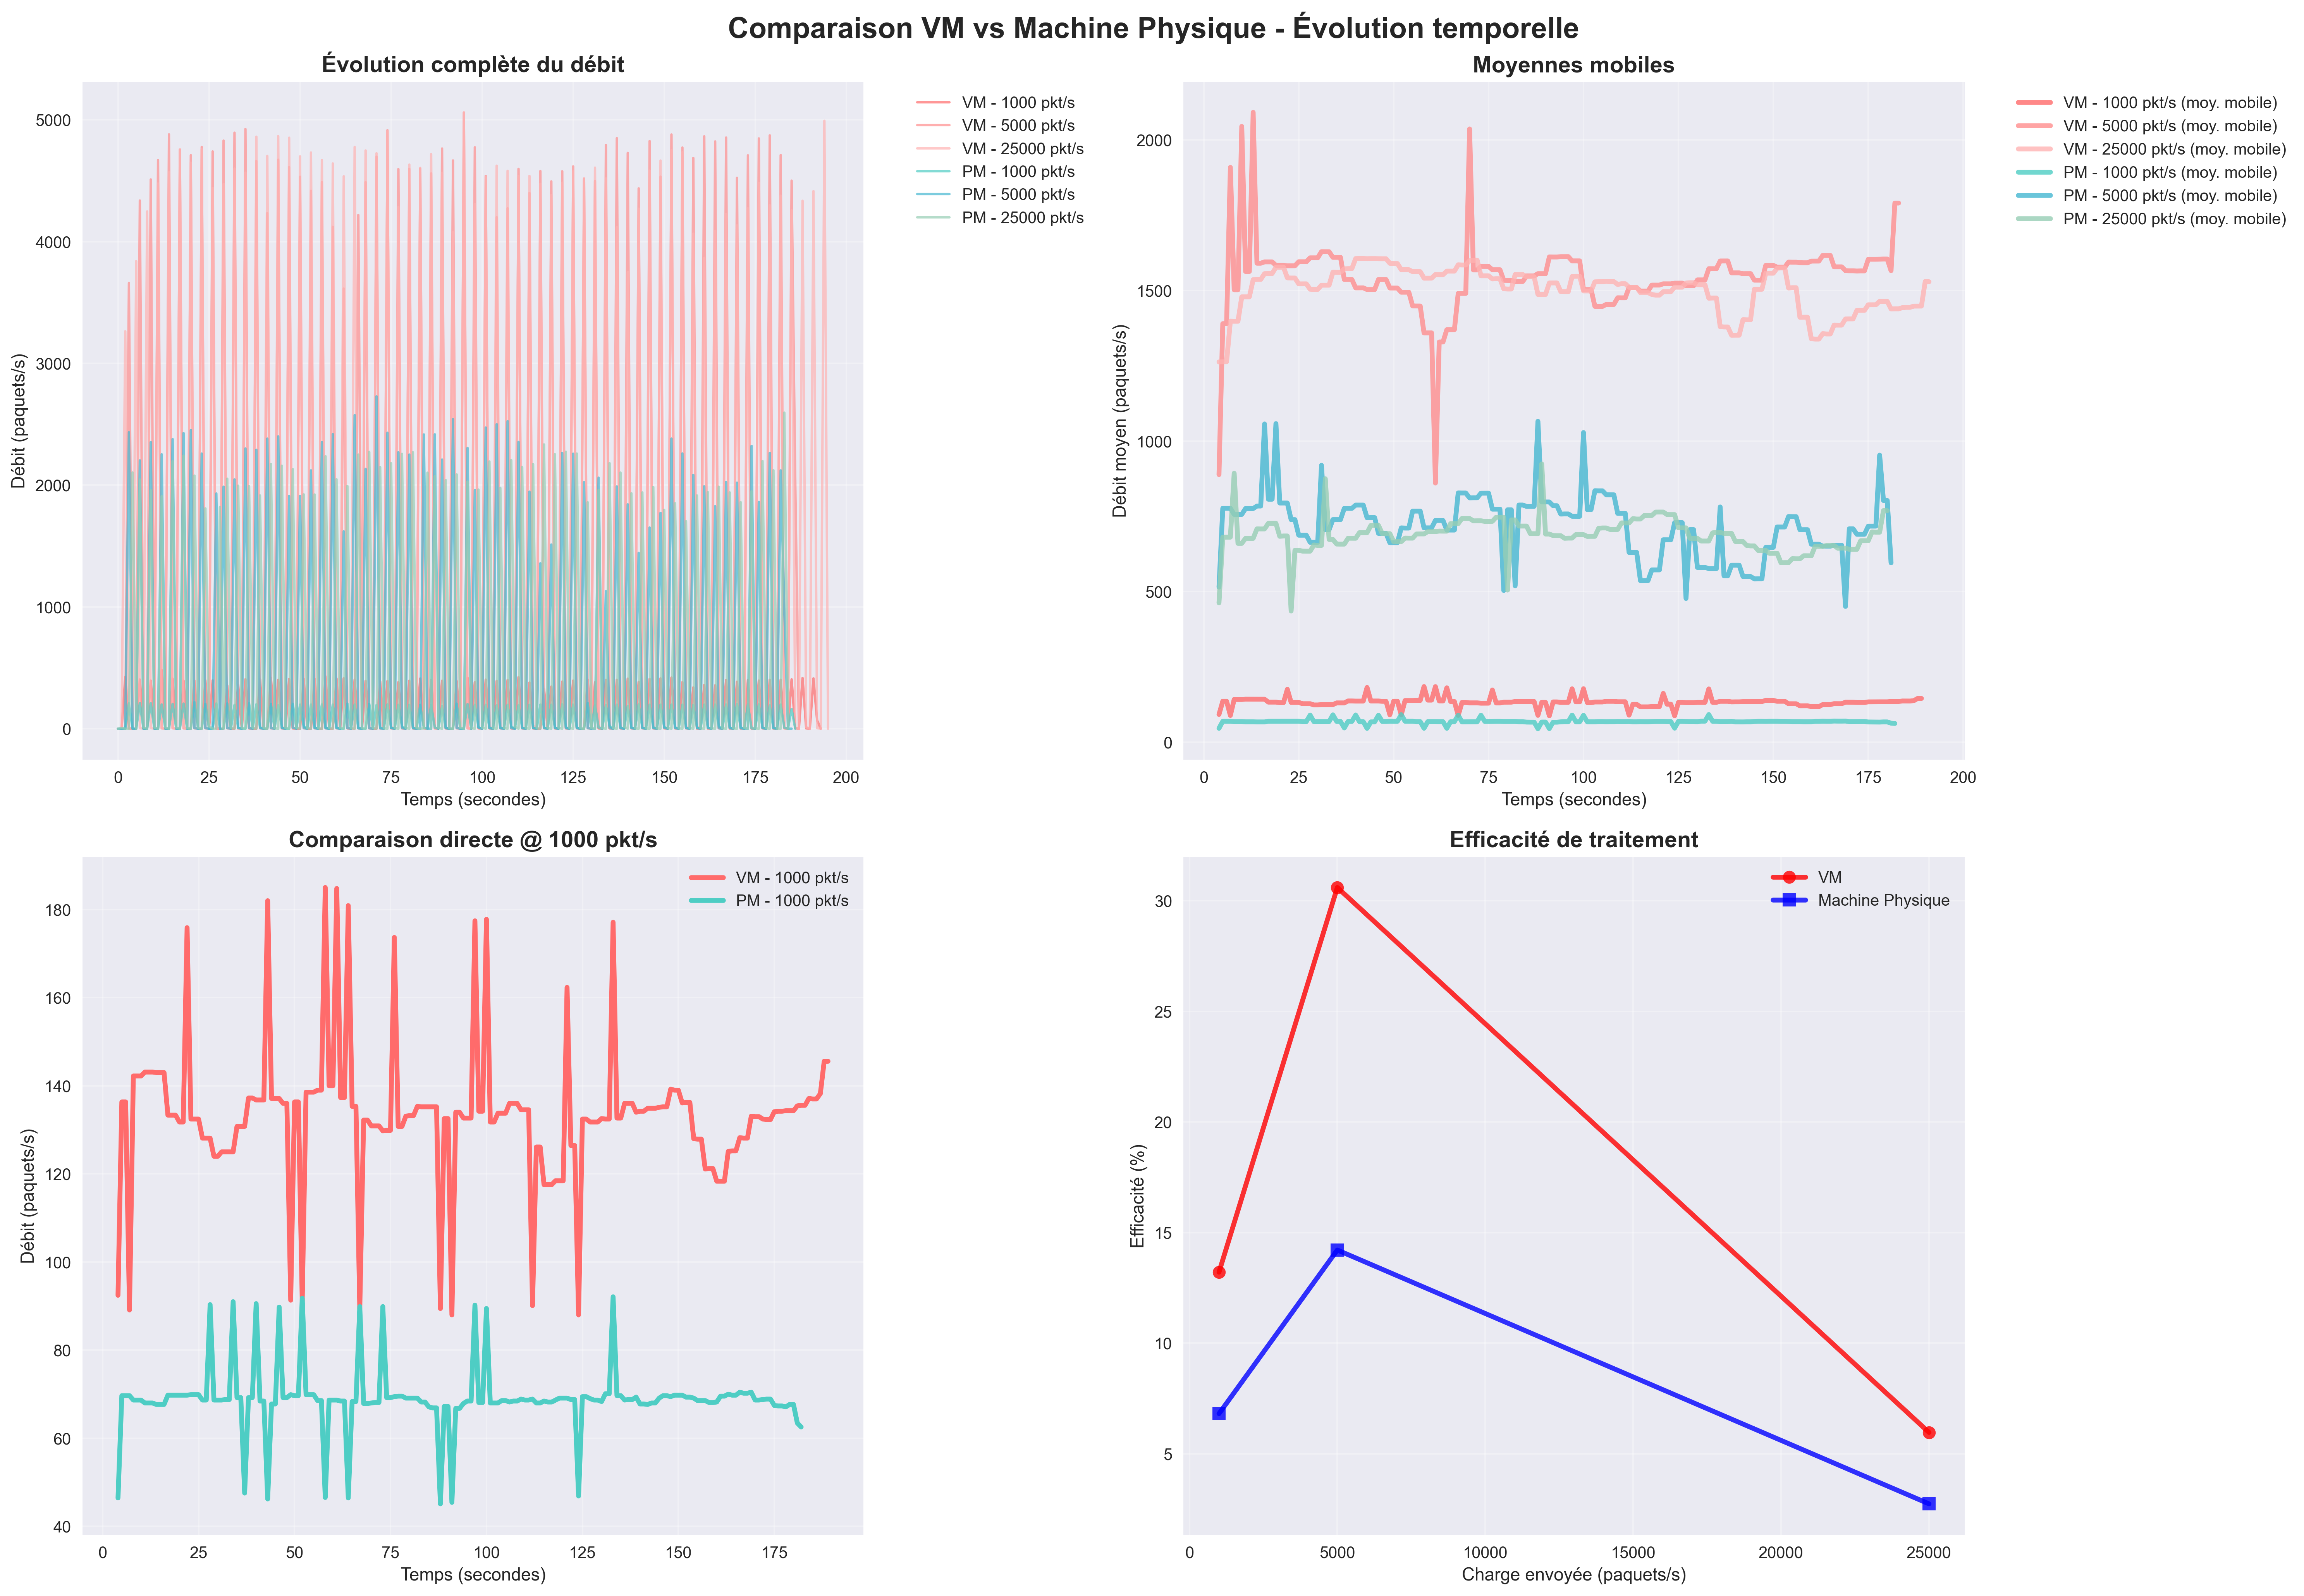 Comparaison VM vs Machine Physique - Évolution temporelle
Évolution complète du débit
Débit (paquets/s)
5000
4000
3000
2000
1000
0
0 25 50 75 100 125 150 175 200
Temps (secondes)
VM - 1000 pkt/s
VM - 5000 pkt/s
VM - 25000 pkt/s
PM - 1000 pkt/s
PM - 5000 pkt/s
PM - 25000 pkt/s
Moyennes mobiles
Débit moyen (paquets/s)
2000
1500
1000
500
0
0 25 50 75 100 125 150 175 200
Temps (secondes)
VM - 1000 pkt/s (moy. mobile)
VM - 5000 pkt/s (moy. mobile)
VM - 25000 pkt/s (moy. mobile)
PM - 1000 pkt/s (moy. mobile)
PM - 5000 pkt/s (moy. mobile)
PM - 25000 pkt/s (moy. mobile)
Comparaison directe @ 1000 pkt/s
VM - 1000 pkt/s
PM - 1000 pkt/s
Débit (paquets/s)
180
160
140
120
100
80
60
40
0 25 50 75 100 125 150 175
Temps (secondes)
Efficacité de traitement
VM
Machine Physique
Efficacité (%)
30
25
20
15
10
5
0 5000 10000 15000 20000 25000
Charge envoyée (paquets/s)